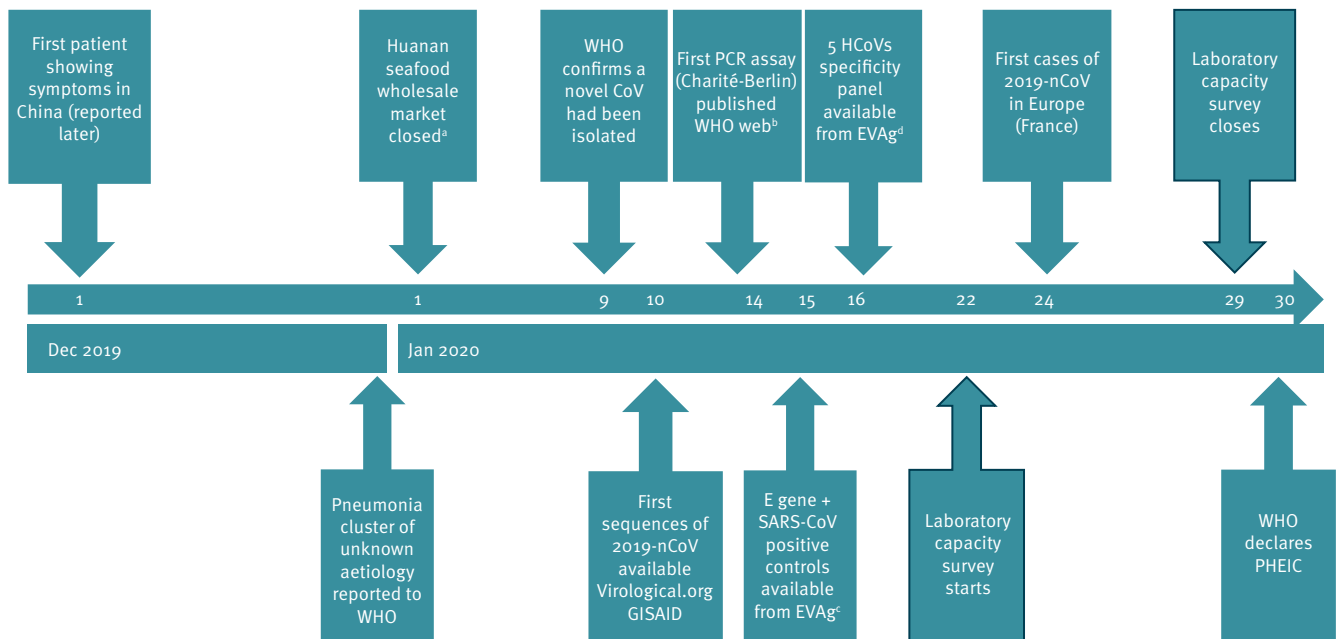 First patient
showing
symptoms in
China (reported
later)
Huanan
seafood
wholesale
market
closedᵃ
WHO
confirms a
novel CoV
had been
isolated
First PCR assay
(Charité-Berlin)
published
WHO webᵇ
5 HCoVs
specificity
panel
available
from EVAgᵈ
First cases of
2019-nCoV
in Europe
(France)
Laboratory
capacity
survey
closes
1 1 9 10 14 15 16 22 24 29 30
Dec 2019 Jan 2020
Pneumonia
cluster of
unknown
aetiology
reported to
WHO
First
sequences of
2019-nCoV
available
Virological.org
GISAID
E gene +
SARS-CoV
positive
controls
available
from EVAgᶜ
Laboratory
capacity
survey
starts
WHO
declares
PHEIC